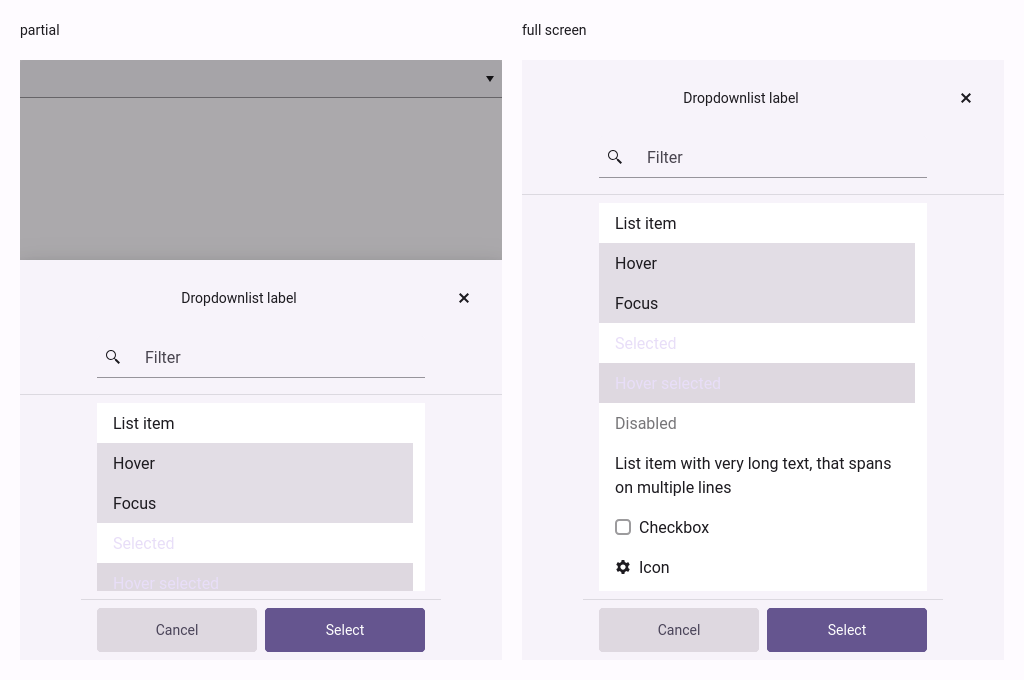 partial
Dropdownlist label
Filter
List item
Hover
Focus
Selected
Hover selected
Cancel
Select
full screen
Dropdownlist label
Filter
List item
Hover
Focus
Selected
Hover selected
Disabled
List item with very long text, that spans
on multiple lines
Checkbox
Icon
Cancel
Select